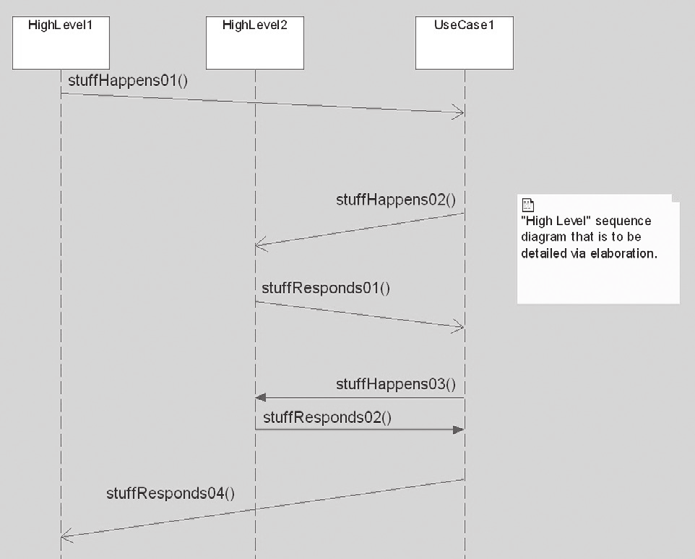 HighLevel1
HighLevel2
UseCase1
stuffHappens01()
stuffHappens02()
"High Level" sequence
diagram that is to be
detailed via elaboration.
stuffResponds01()
stuffHappens03()
stuffResponds02()
stuffResponds04()